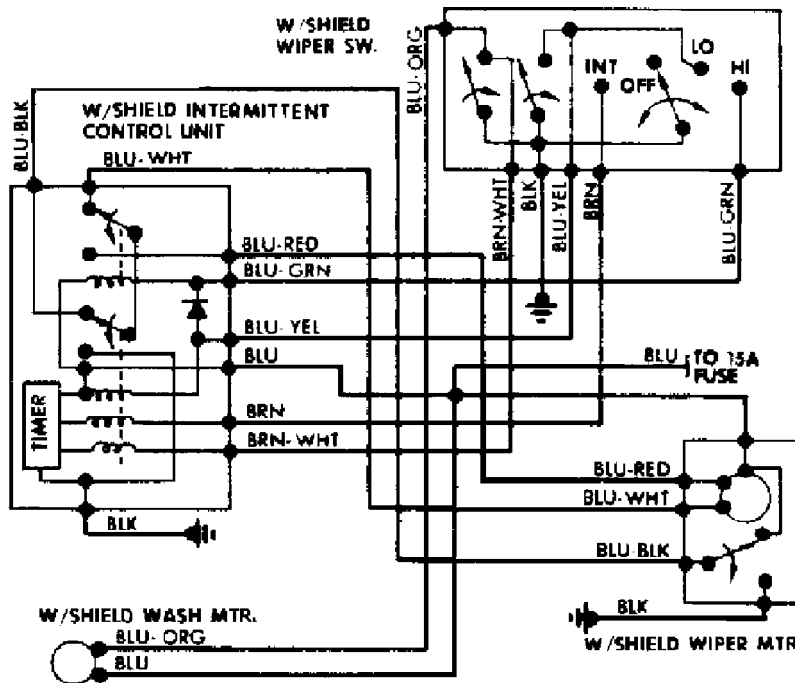 W/SHIELD
WIPER SW.
BLU-ORG
INT
OFF
LO
HI
BLU-BLK
W/SHIELD INTERMITTENT
CONTROL UNIT
BLU-WHT
BRN-WHT
BLK
BLU-YEL
BRN
BLU-GRN
BLU-RED
BLU-GRN
BLU-YEL
BLU
BLU
TO 15A
FUSE
TIMER
BRN
BRN-WHT
BLU-RED
BLU-WHT
BLK
BLU-BLK
BLK
W/SHIELD WIPER MTR
W/SHIELD WASH MTR.
BLU-ORG
BLU